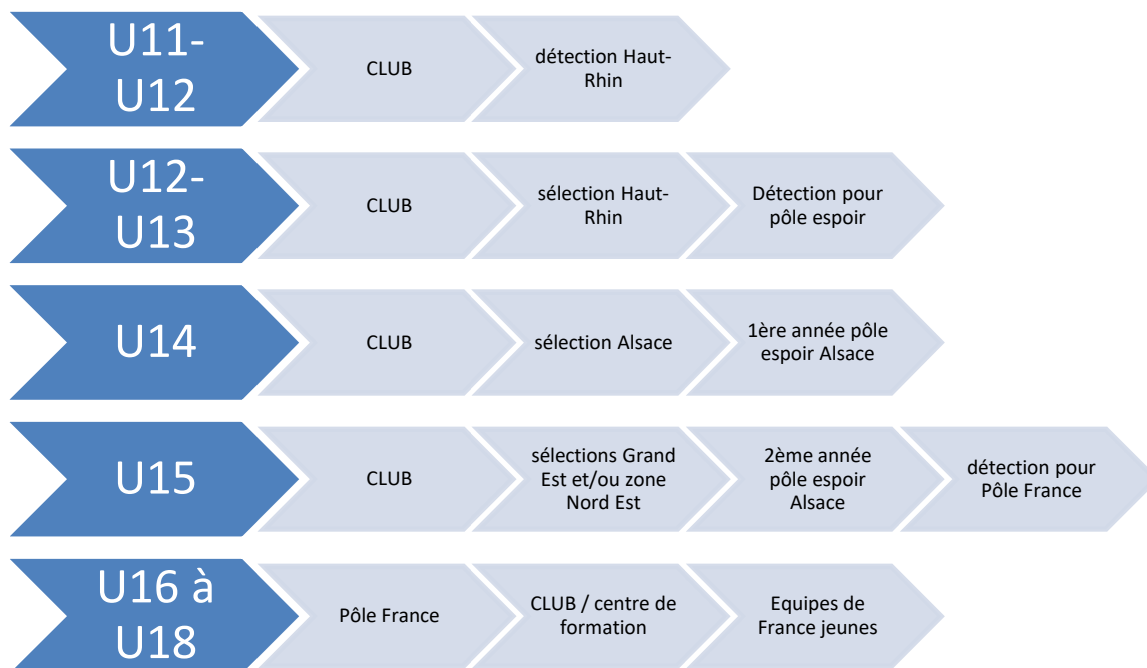 U11-
U12
CLUB
détection Haut-
Rhin
U12-
U13
CLUB
sélection Haut-
Rhin
Détection pour
pôle espoir
U14
CLUB
sélection Alsace
1ère année pôle
espoir Alsace
U15
CLUB
sélections Grand
Est et/ou zone
Nord Est
2ème année
pôle espoir
Alsace
détection pour
Pôle France
U16 à
U18
Pôle France
CLUB / centre de
formation
Equipes de
France jeunes